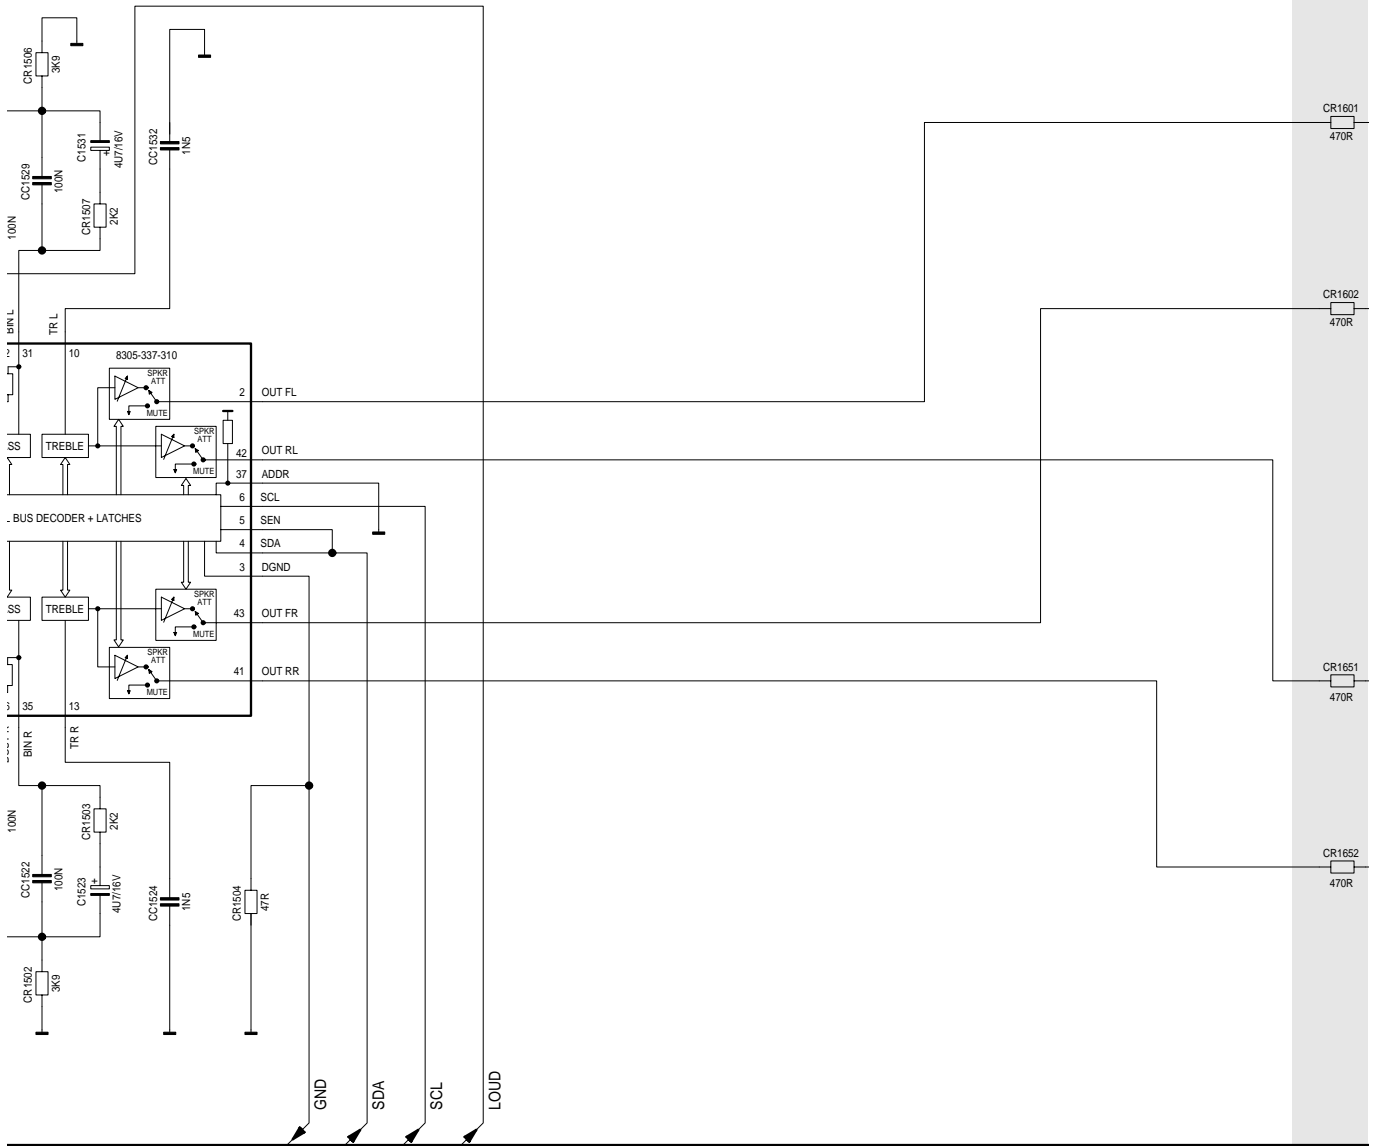 CR1506
3K9
C1531
4U7/16V
+
CC1532
1N5
CC1529
100N
CR1507
2K2
100N
CR1601
470R
CR1602
470R
BIN L
TR L
31
10
8305-337-310
SPKR
ATT
MUTE
2
OUT FL
TREBLE
SPKR
ATT
MUTE
42
OUT RL
37
ADDR
6
SCL
BUS DECODER + LATCHES
5
SEN
4
SDA
3
DGND
TREBLE
SPKR
ATT
MUTE
43
OUT FR
SPKR
ATT
MUTE
41
OUT RR
CR1651
470R
35
13
BIN R
TR R
100N
CR1503
2K2
CC1522
100N
C1523
+
4U7/16V
CC1524
1N5
CR1504
47R
CR1652
470R
CR1502
3K9
GND
SDA
SCL
LOUD